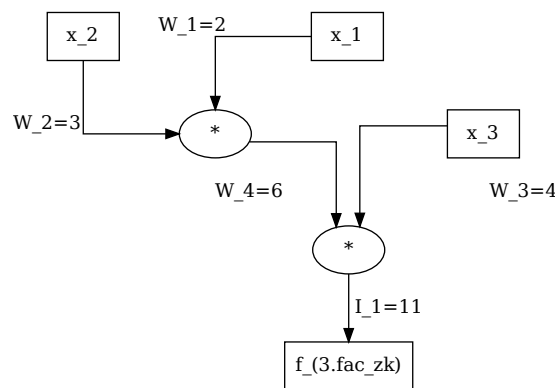 W_1=2
x_2
x_1
W_2=3
*
x_3
W_4=6
W_3=4
*
I_1=11
f_(3.fac_zk)